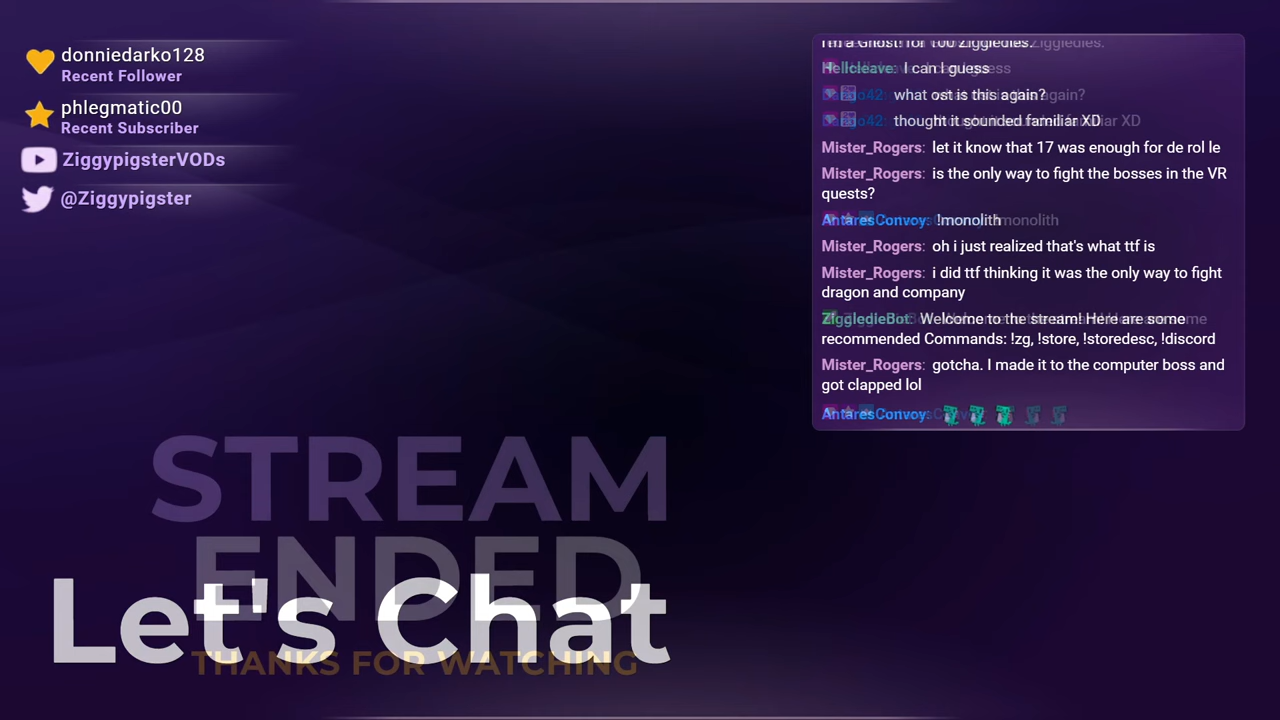 donniedarko128
Recent Follower
phlegmatic00
Recent Subscriber
ZiggypigsterVODs
@Ziggypigster
I'm a Ghost! for 100 Ziggledies.
Hellcleave: I can I guess
what ost is this again?
thought it sounded familiar XD
Mister_Rogers: let it know that 17 was enough for de rol le
Mister_Rogers: is the only way to fight the bosses in the VR
quests?
AntaresConvoy: !monolith
Mister_Rogers: oh i just realized that's what ttf is
Mister_Rogers: i did ttf thinking it was the only way to fight
dragon and company
ZiggledieBot: Welcome to the stream! Here are some
recommended Commands: !zg, !store, !storedesc, !discord
Mister_Rogers: gotcha. I made it to the computer boss and
got clapped lol
AntaresConvoy:
STREAM
ENDED
Let's Chat
THANKS FOR WATCHING